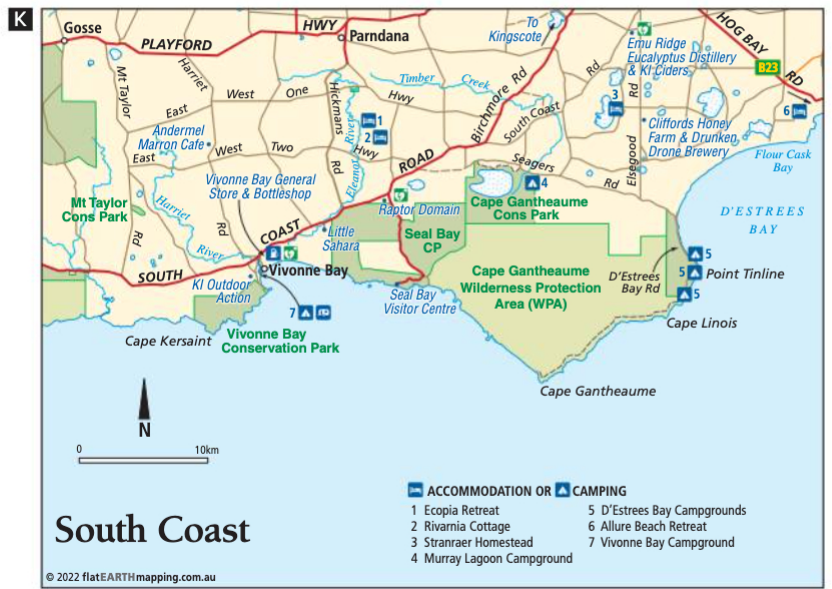 K
Gosse
PLAYFORD
HWY
Parndana
To
Kingscote
HOG BAY
RD
B23
Emu Ridge
Eucalyptus Distillery
& KI Ciders
Mt Taylor
Rd
Harriet
Rd
Timber Creek
Birchmore Rd
Rd
3
Rd
6
East
West
One
Hwy
Hickmans
Rd
River
Eleanor
1
2
South Coast
Andermel
Marron Cafe
Cliffords Honey
Farm & Drunken
Drone Brewery
Elsegood
East
West
Two
Hwy
ROAD
Seagers
Rd
Flour Cask
Bay
Vivonne Bay General
Store & Bottleshop
4
Mt Taylor
Cons Park
Harriet
River
Raptor Domain
Cape Gantheaume
Cons Park
D'ESTREES
BAY
COAST
Little
Sahara
Seal Bay
CP
SOUTH
Vivonne Bay
Cape Gantheaume
Wilderness Protection
Area (WPA)
D'Estrees
Bay Rd
5
5
5
Point Tinline
KI Outdoor
Action
Seal Bay
Visitor Centre
7
Cape Linois
Cape Kersaint
Vivonne Bay
Conservation Park
Cape Gantheaume
N
0
10km
ACCOMMODATION OR CAMPING
1 Ecopia Retreat
2 Rivarnia Cottage
3 Stranraer Homestead
4 Murray Lagoon Campground
5 D'Estrees Bay Campgrounds
6 Allure Beach Retreat
7 Vivonne Bay Campground
South Coast
© 2022 flatEARTHmapping.com.au